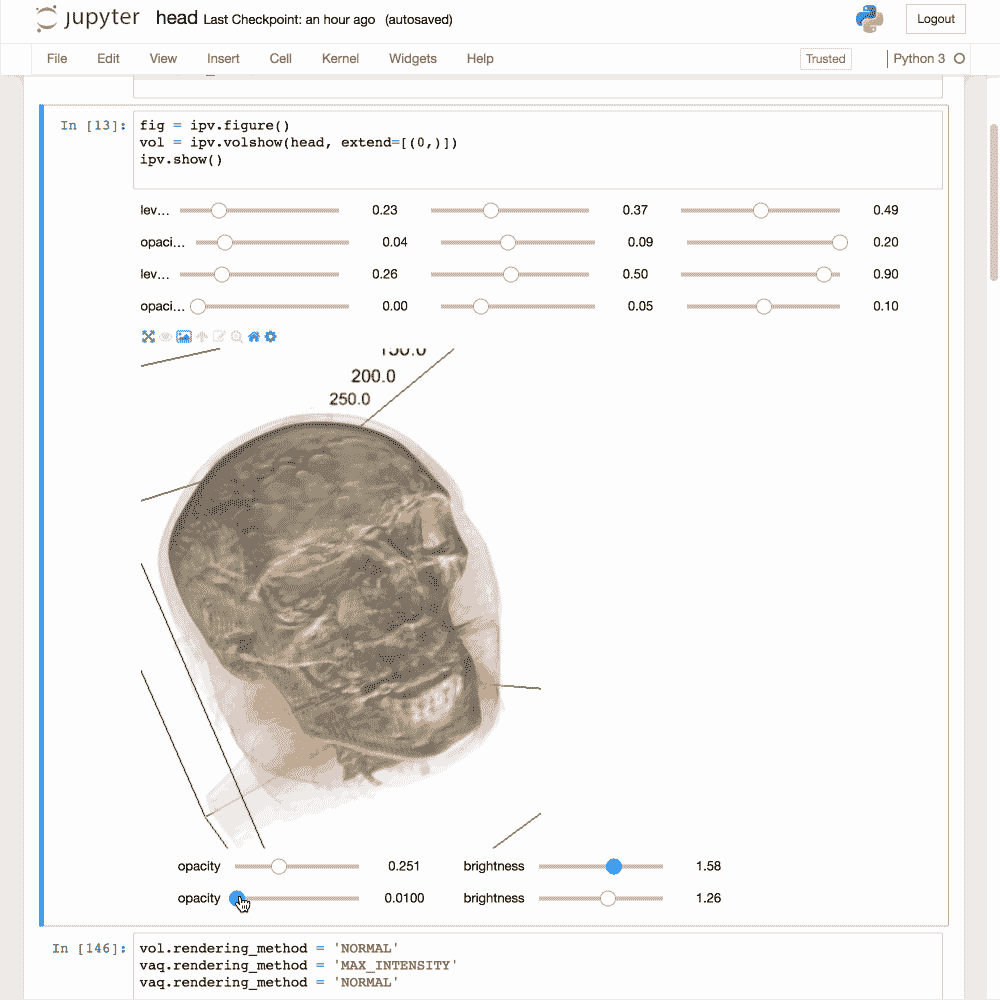 jupyter head Last Checkpoint: an hour ago (autosaved) Logout
File Edit View Insert Cell Kernel Widgets Help Trusted Python 3
In [13]: fig = ipv.figure()
vol = ipv.volshow(head, extend=[(0,)])
ipv.show()
lev... 0.23 0.37 0.49
opaci... 0.04 0.09 0.20
lev... 0.26 0.50 0.90
opaci... 0.00 0.05 0.10
150.0
200.0
250.0
opacity 0.251 brightness 1.58
opacity 0.0100 brightness 1.26
In [146]: vol.rendering_method = 'NORMAL'
vaq.rendering_method = 'MAX_INTENSITY'
vaq.rendering_method = 'NORMAL'